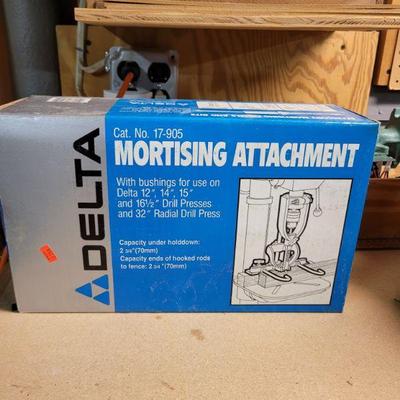 DELTA
DELTA
Cat. No. 17-905
MORTISING ATTACHMENT
With bushings for use on
Delta 12", 14", 15"
and 16½" Drill Presses
and 32" Radial Drill Press
Capacity under holddown:
2 3/4"(70mm)
Capacity ends of hooked rods
to fence: 2 3/4"(70mm)